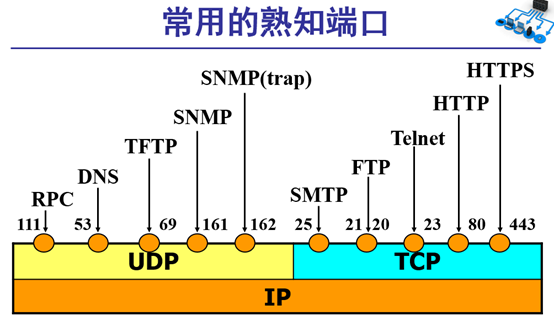 常用的熟知端口
HTTPS
SNMP(trap)
HTTP
SNMP
Telnet
TFTP
FTP
DNS
SMTP
RPC
111 53 69 161 162 25 21 20 23 80 443
UDP TCP
IP